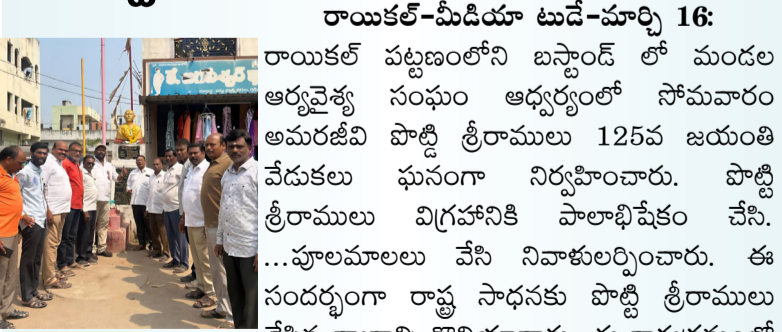 రాయికల్-మీడియా టుడే-మార్చి 16:
రాయికల్ పట్టణంలోని బస్టాండ్ లో మండల
ఆర్యవైశ్య సంఘం ఆధ్వర్యంలో సోమవారం
అమరజీవి పొట్డి శ్రీరాములు 125వ జయంతి
వేడుకలు ఘనంగా నిర్వహించారు. పొట్టి
శ్రీరాములు విగ్రహానికి పాలాభిషేకం చేసి.
...పూలమాలలు వేసి నివాళులర్పించారు. ఈ
సందర్భంగా రాష్ట్ర సాధనకు పొట్టి శ్రీరాములు